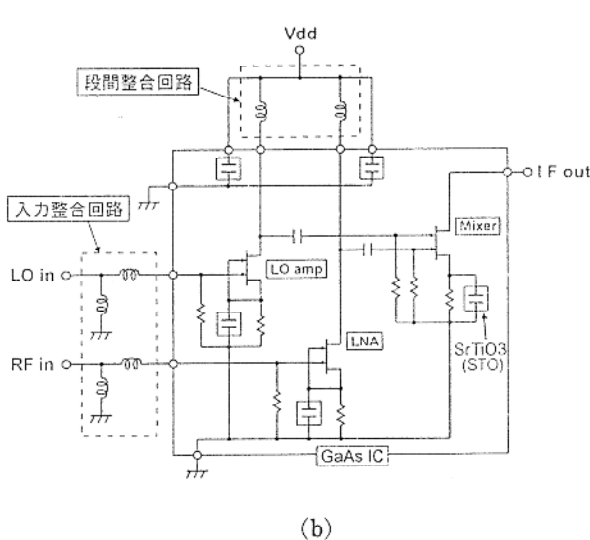 Vdd
段間整合回路
IF out
入力整合回路
Mixer
LO in
LO amp
LNA
SrTiO3
(STO)
RF in
GaAs IC
(b)